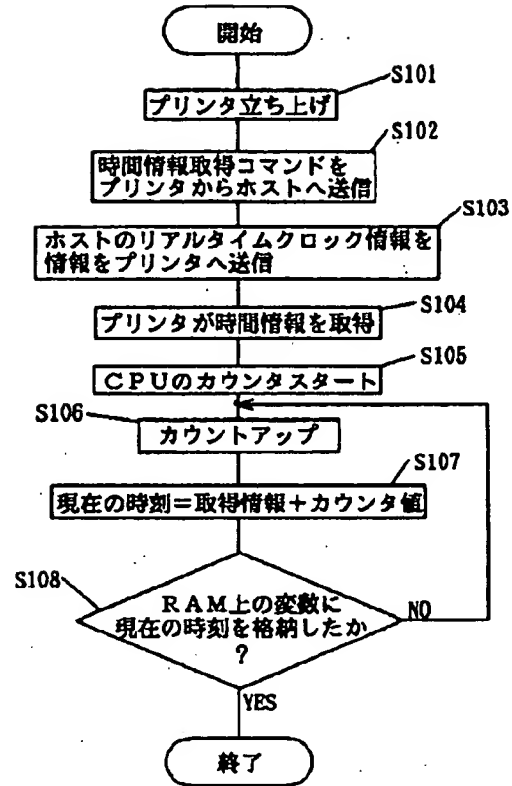 開始
S101
プリンタ立ち上げ
S102
時間情報取得コマンドを
プリンタからホストへ送信
S103
ホストのリアルタイムクロック情報を
情報をプリンタへ送信
S104
プリンタが時間情報を取得
S105
CPUのカウンタスタート
S106
カウントアップ
S107
現在の時刻=取得情報+カウンタ値
S108
RAM上の変数に
現在の時刻を格納したか
?
NO
YES
終了